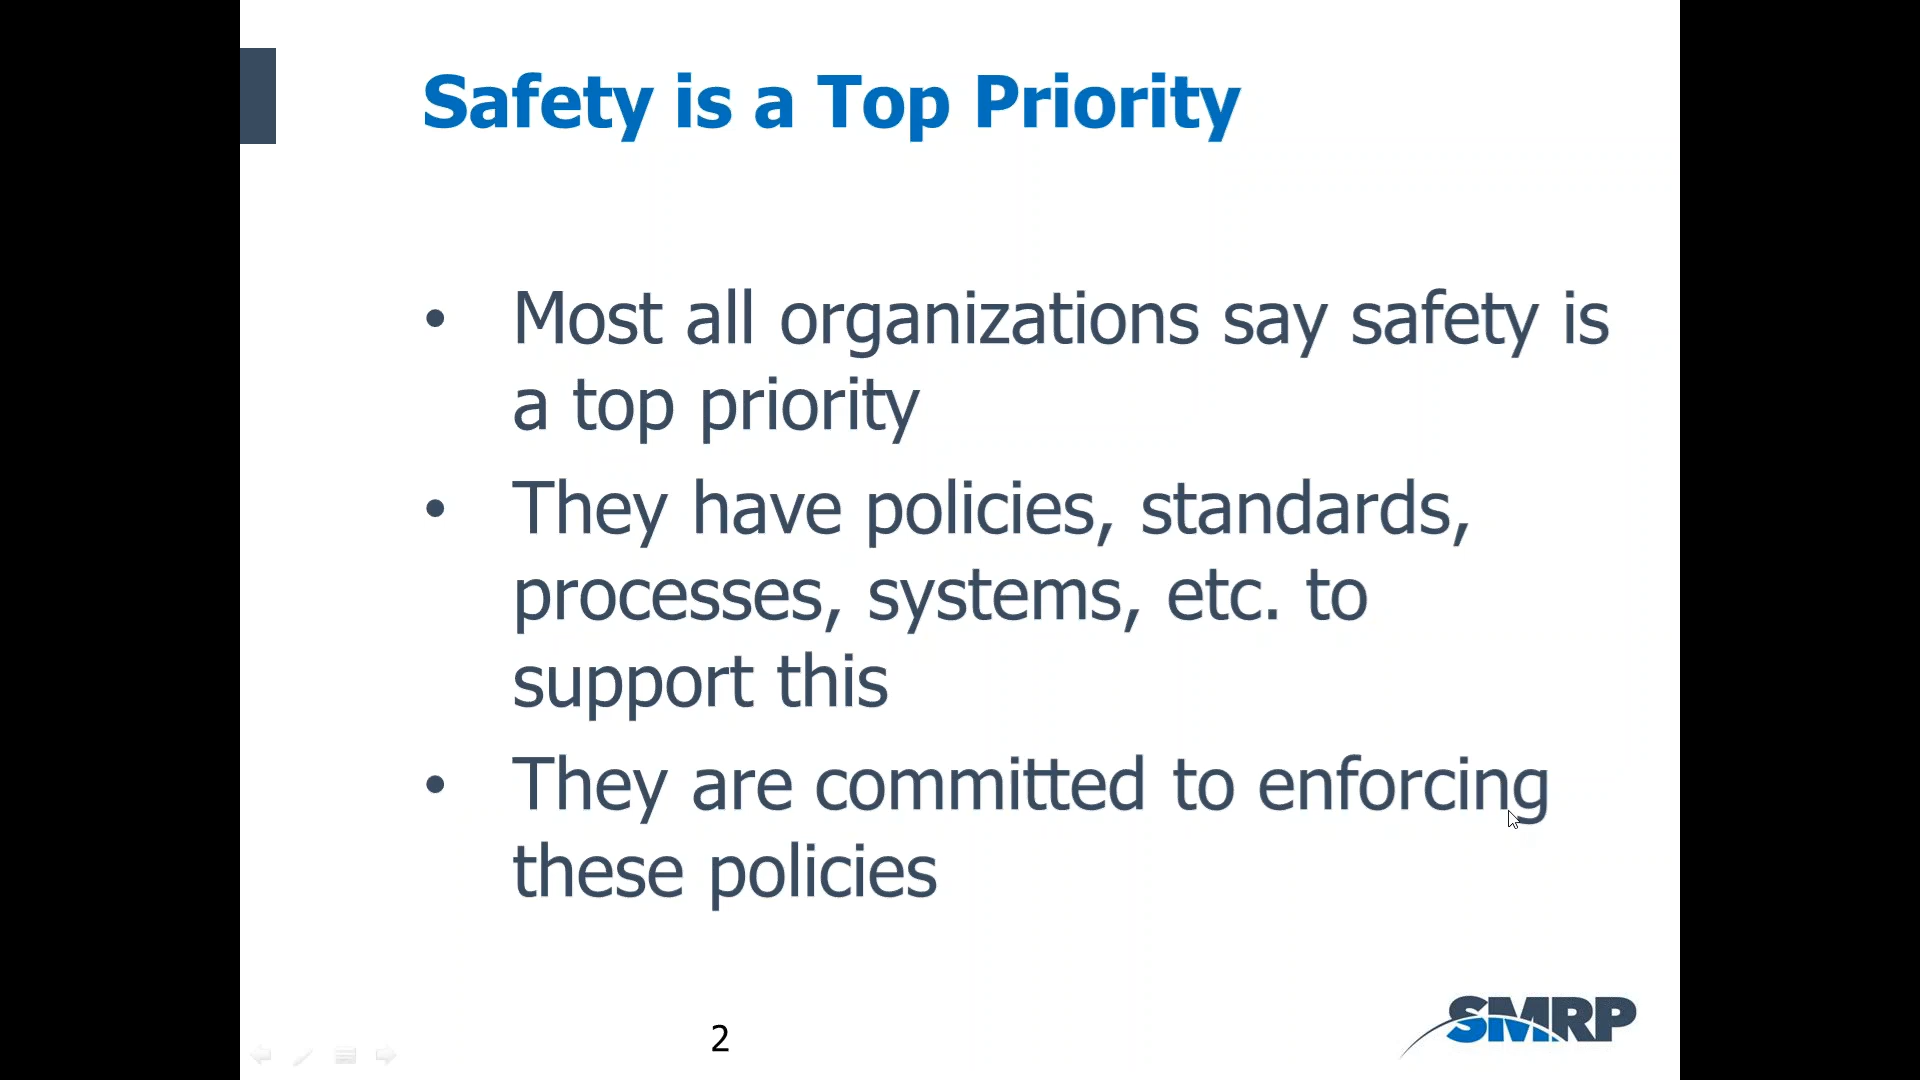 Safety is a Top Priority
• Most all organizations say safety is
a top priority
• They have policies, standards,
processes, systems, etc. to
support this
• They are committed to enforcing
these policies
2
SMRP